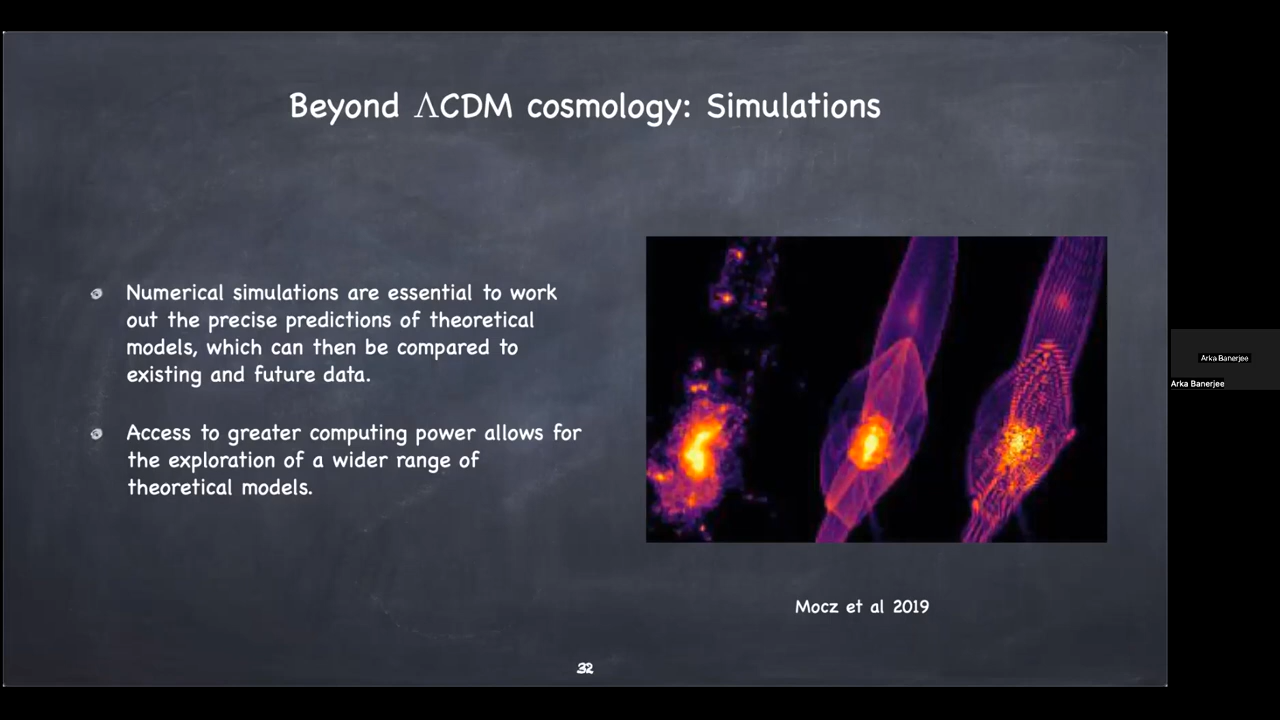 Beyond ΛCDM cosmology: Simulations
Numerical simulations are essential to work
out the precise predictions of theoretical
models, which can then be compared to
existing and future data.
Access to greater computing power allows for
the exploration of a wider range of
theoretical models.
Mocz et al 2019
32
Arka Banerjee
Arka Banerjee